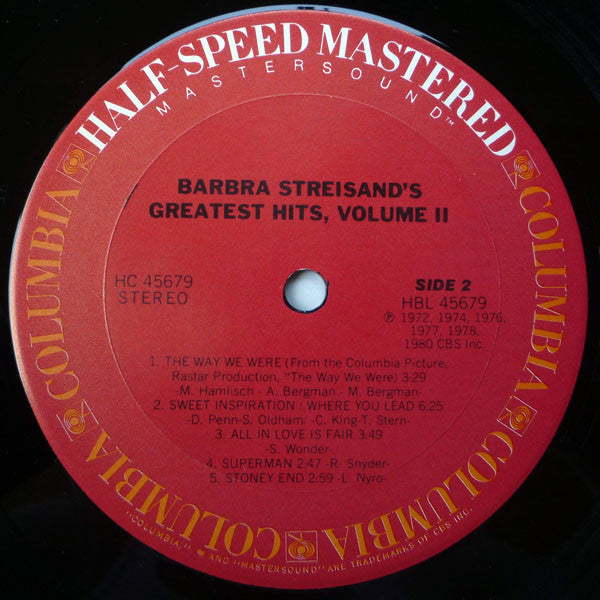 HALF-SPEED MASTERED
MASTERSOUND™
BARBRA STREISAND'S
GREATEST HITS, VOLUME II
HC 45679
STEREO
SIDE 2
HBL 45679
℗ 1972, 1974, 1976,
1977, 1978,
1980 CBS Inc.
1. THE WAY WE WERE (From the Columbia Picture,
Rastar Production, "The Way We Were) 3:29
-M. Hamlisch - A. Bergman - M. Bergman-
2. SWEET INSPIRATION / WHERE YOU LEAD 6:25
-D. Penn-S. Oldham/ -C. King-T. Stern-
3. ALL IN LOVE IS FAIR 3:49
-S. Wonder-
4. SUPERMAN 2:47 -R. Snyder-
5. STONEY END 2:59 -L. Nyro-
COLUMBIA
COLUMBIA
COLUMBIA
COLUMBIA
COLUMBIA
"COLUMBIA," AND "MASTERSOUND" ARE TRADEMARKS OF CBS INC.